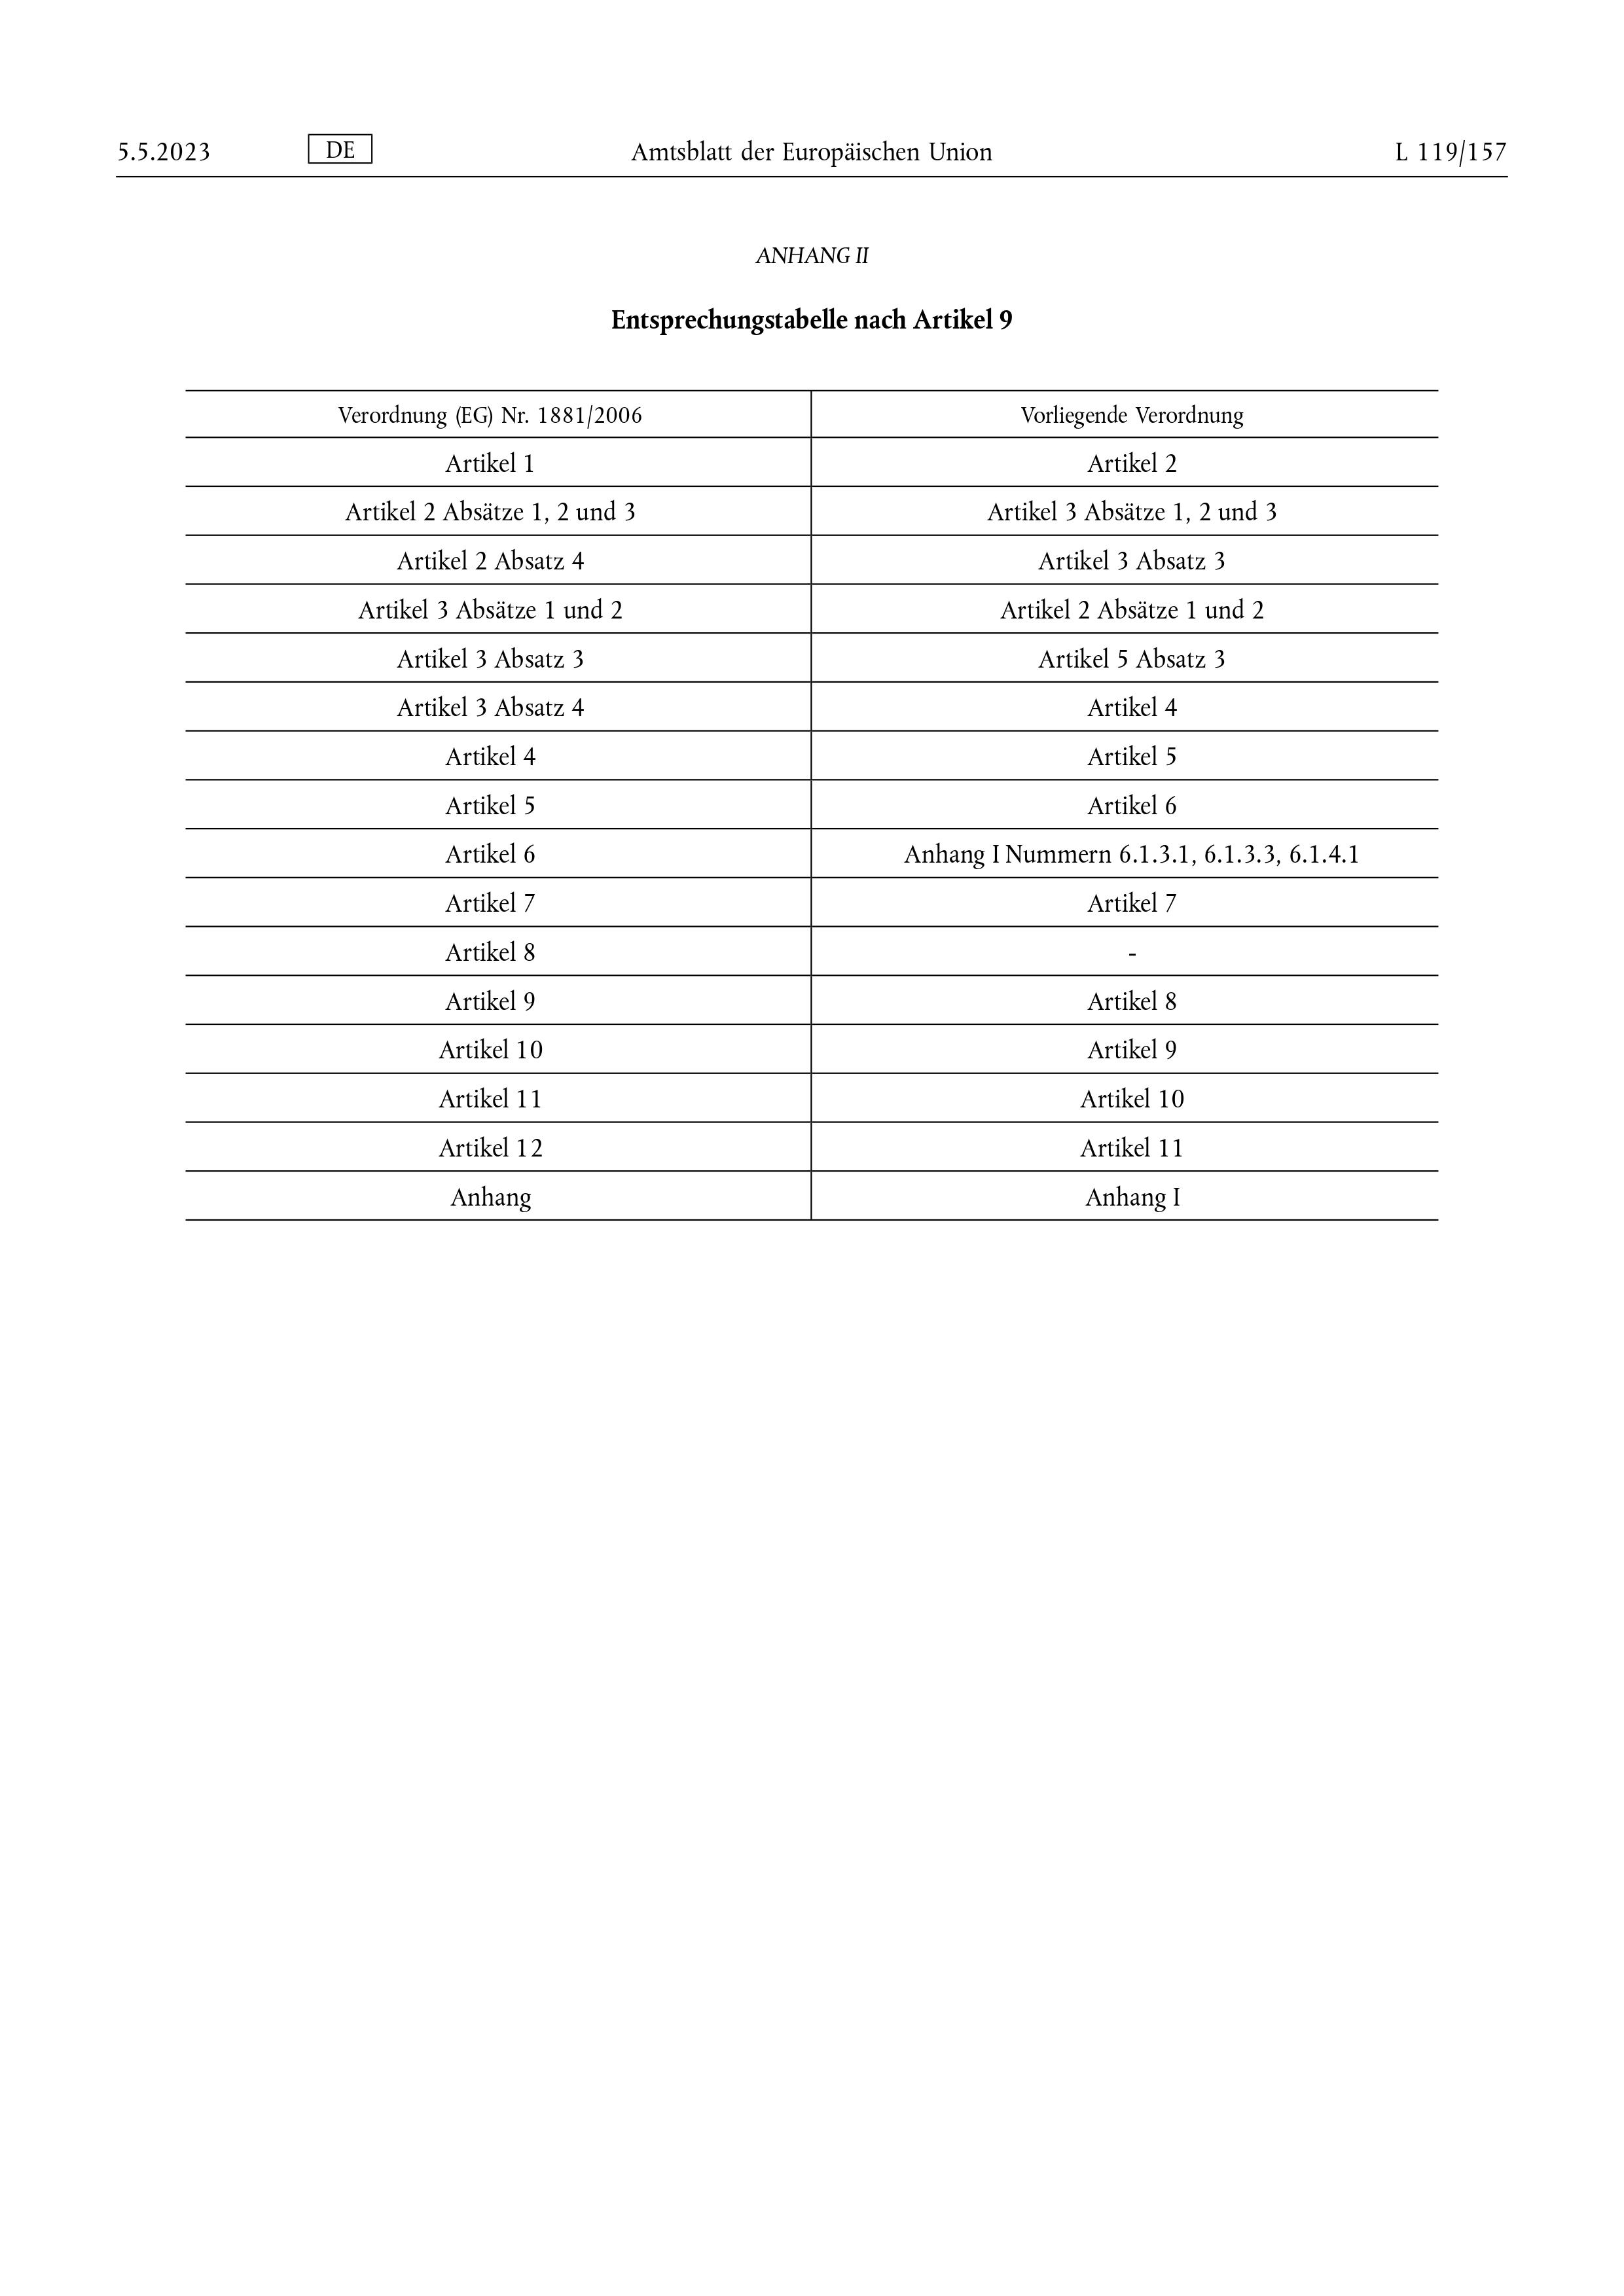 5.5.2023 DE Amtsblatt der Europäischen Union L 119/157
ANHANG II
Entsprechungstabelle nach Artikel 9
Verordnung (EG) Nr. 1881/2006 Vorliegende Verordnung
Artikel 1 Artikel 2
Artikel 2 Absätze 1, 2 und 3 Artikel 3 Absätze 1, 2 und 3
Artikel 2 Absatz 4 Artikel 3 Absatz 3
Artikel 3 Absätze 1 und 2 Artikel 2 Absätze 1 und 2
Artikel 3 Absatz 3 Artikel 5 Absatz 3
Artikel 3 Absatz 4 Artikel 4
Artikel 4 Artikel 5
Artikel 5 Artikel 6
Artikel 6 Anhang I Nummern 6.1.3.1, 6.1.3.3, 6.1.4.1
Artikel 7 Artikel 7
Artikel 8 -
Artikel 9 Artikel 8
Artikel 10 Artikel 9
Artikel 11 Artikel 10
Artikel 12 Artikel 11
Anhang Anhang I